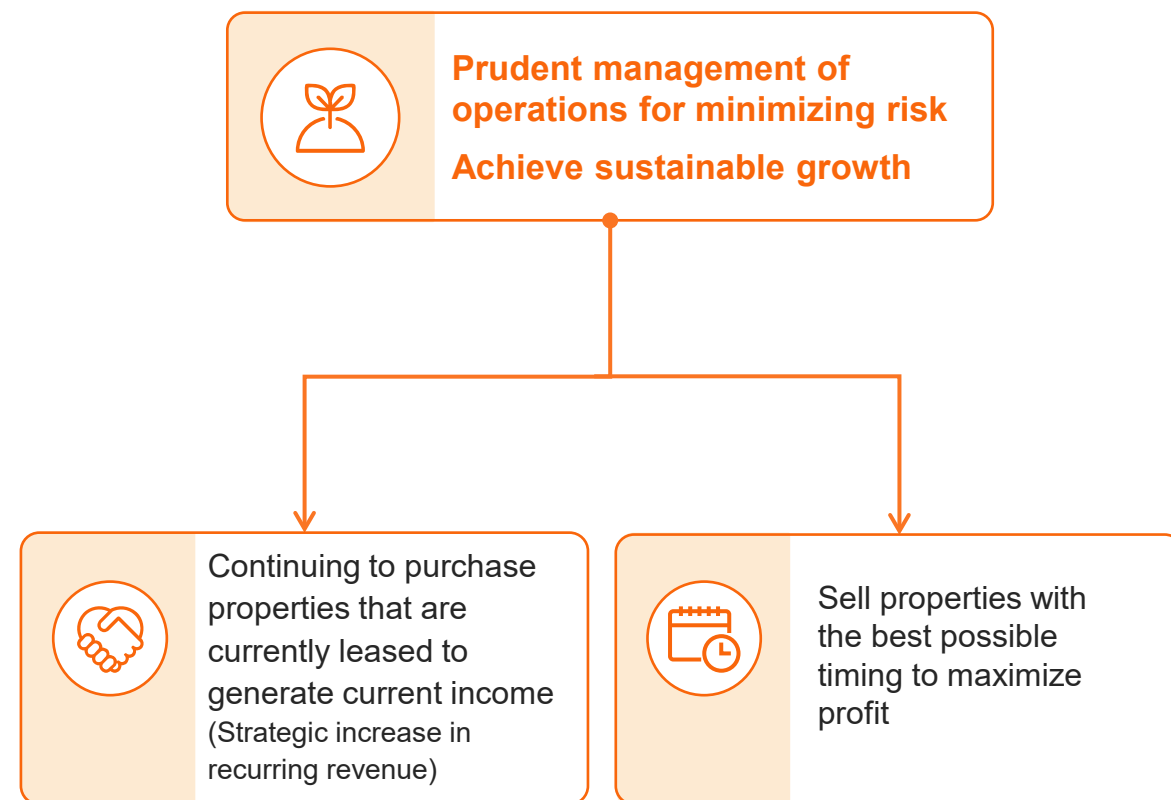 Prudent management of
operations for minimizing risk
Achieve sustainable growth
Continuing to purchase
properties that are
currently leased to
generate current income
(Strategic increase in
recurring revenue)
Sell properties with
the best possible
timing to maximize
profit